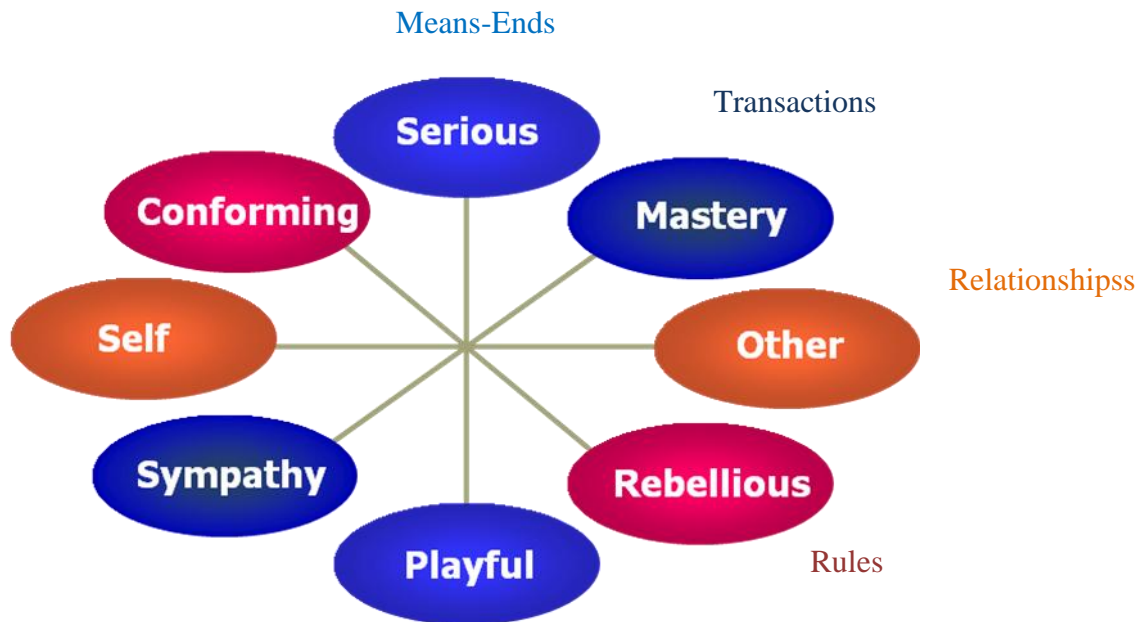 Means-Ends
Transactions
Serious
Conforming
Mastery
Relationshipss
Self
Other
Sympathy
Rebellious
Playful
Rules